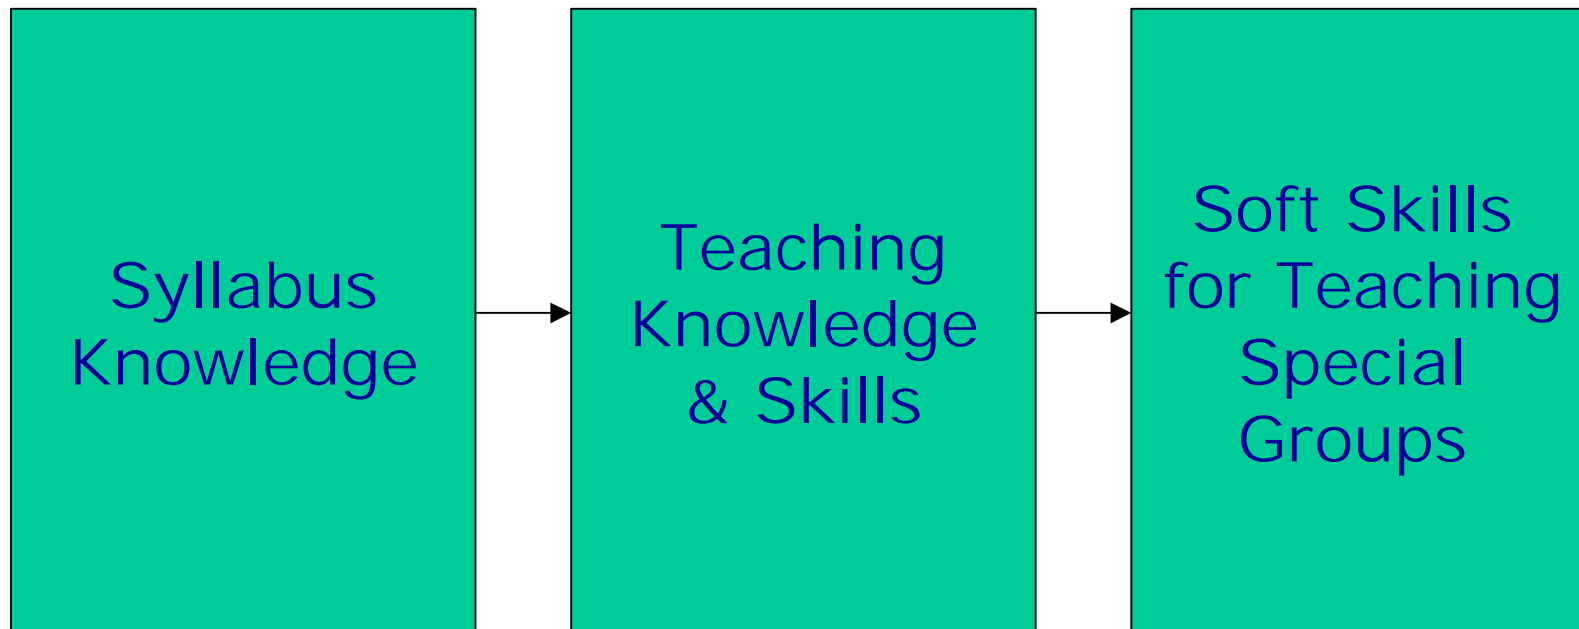 Syllabus
Knowledge
Teaching
Knowledge
& Skills
Soft Skills
for Teaching
Special
Groups